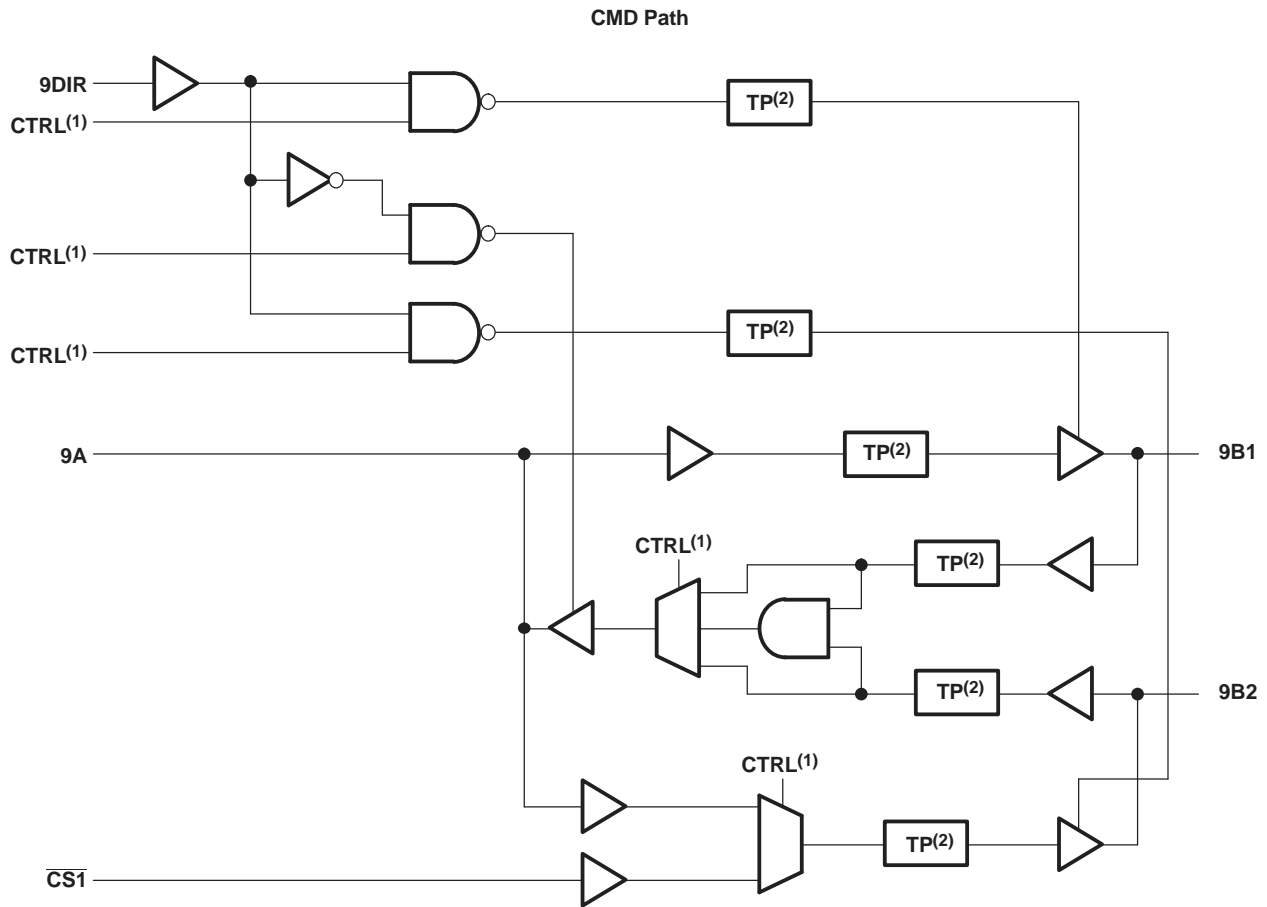 CMD Path
9DIR
CTRL(1)
TP(2)
CTRL(1)
CTRL(1)
TP(2)
9A
TP(2)
9B1
CTRL(1)
TP(2)
TP(2)
9B2
CTRL(1)
TP(2)
C̅S̅1̅